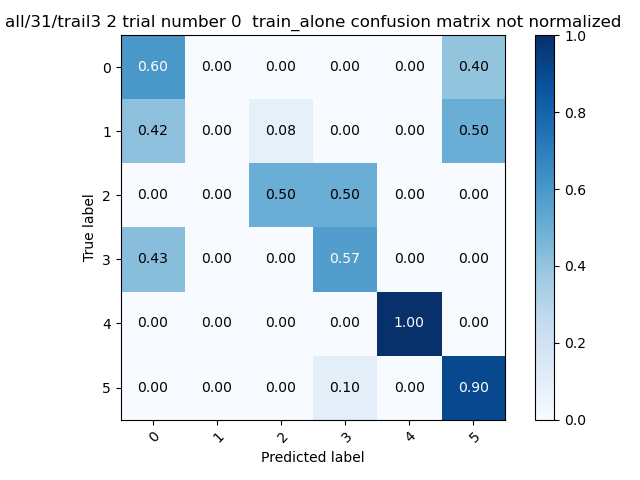 all/31/trail3 2 trial number 0  train_alone confusion matrix not normalized
0 0.60 0.00 0.00 0.00 0.00 0.40
1 0.42 0.00 0.08 0.00 0.00 0.50
2 0.00 0.00 0.50 0.50 0.00 0.00
3 0.43 0.00 0.00 0.57 0.00 0.00
4 0.00 0.00 0.00 0.00 1.00 0.00
5 0.00 0.00 0.00 0.10 0.00 0.90
0 1 2 3 4 5
True label
Predicted label
1.0
0.8
0.6
0.4
0.2
0.0